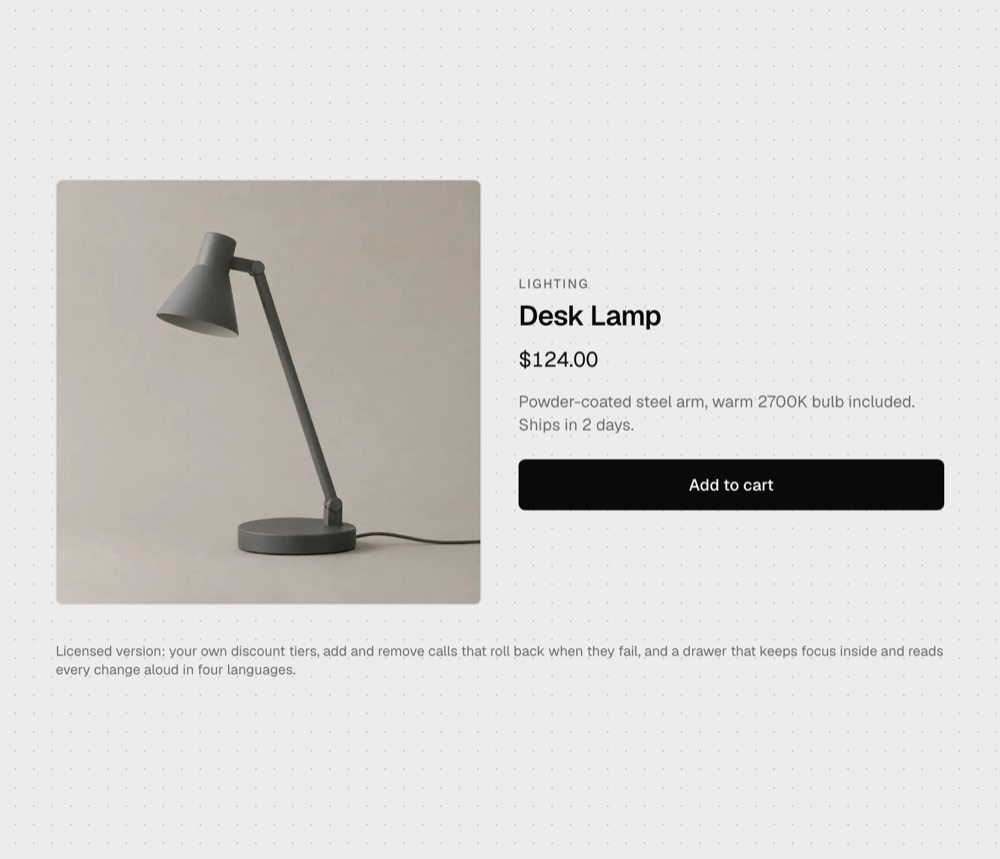 LIGHTING
Desk Lamp
$124.00
Powder-coated steel arm, warm 2700K bulb included.
Ships in 2 days.
Add to cart
Licensed version: your own discount tiers, add and remove calls that roll back when they fail, and a drawer that keeps focus inside and reads
every change aloud in four languages.